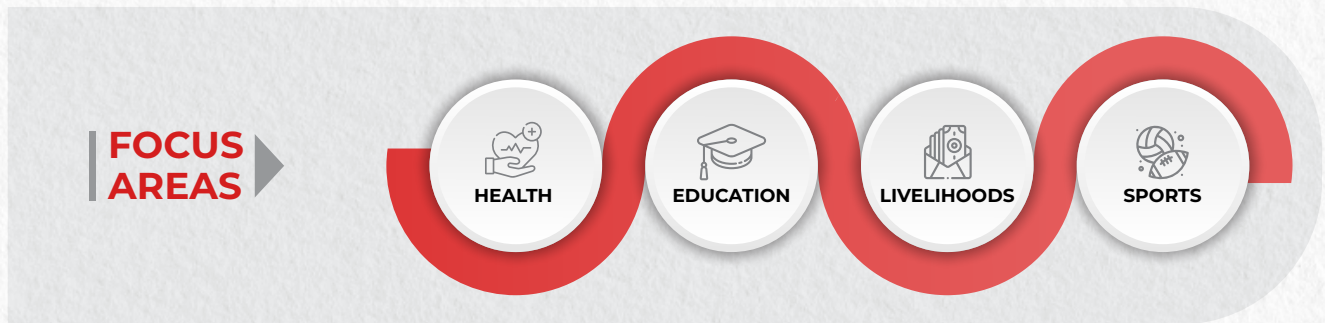 FOCUS
AREAS
HEALTH
EDUCATION
LIVELIHOODS
SPORTS